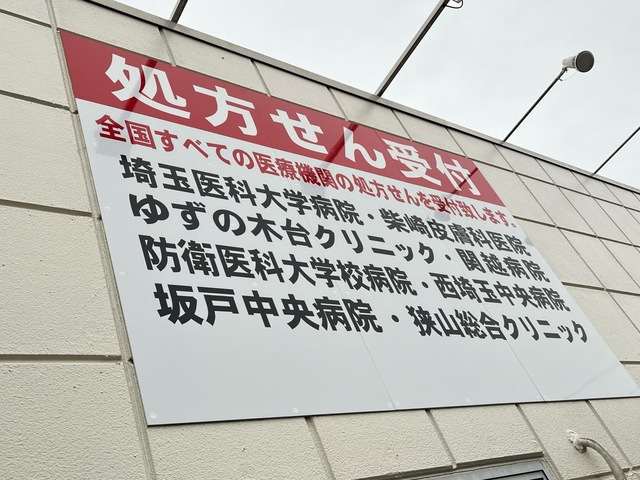 処方せん受付
全国すべての医療機関の処方せんを受付致します。
埼玉医科大学病院・柴崎皮膚科医院
ゆずの木台クリニック・関越病院
防衛医科大学校病院・西埼玉中央病院
坂戸中央病院・狭山総合クリニック